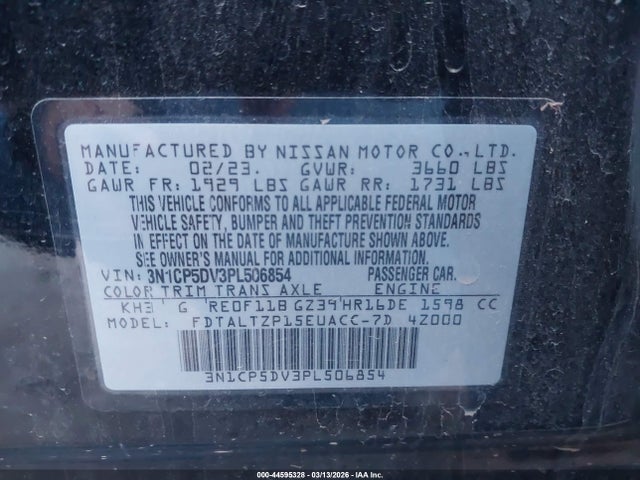 MANUFACTURED BY NISSAN MOTOR CO.,LTD.
DATE: 02/23. GVWR: 3660 LBS
GAWR FR: 1929 LBS GAWR RR: 1731 LBS
THIS VEHICLE CONFORMS TO ALL APPLICABLE FEDERAL MOTOR
VEHICLE SAFETY, BUMPER AND THEFT PREVENTION STANDARDS
IN EFFECT ON THE DATE OF MANUFACTURE SHOWN ABOVE.
SEE OWNER'S MANUAL FOR ADDITIONAL INFORMATION.
VIN: 3N1CP5DV3PL506854 PASSENGER CAR.
COLOR TRIM TRANS AXLE ENGINE
KH3 G RE0F11B GZ39 HR16DE 1598 CC
MODEL: FDTALTZP15EUACC-7D 4Z000
3N1CP5DV3PL506854
000-44595328 | 03/13/2026 | IAA Inc.